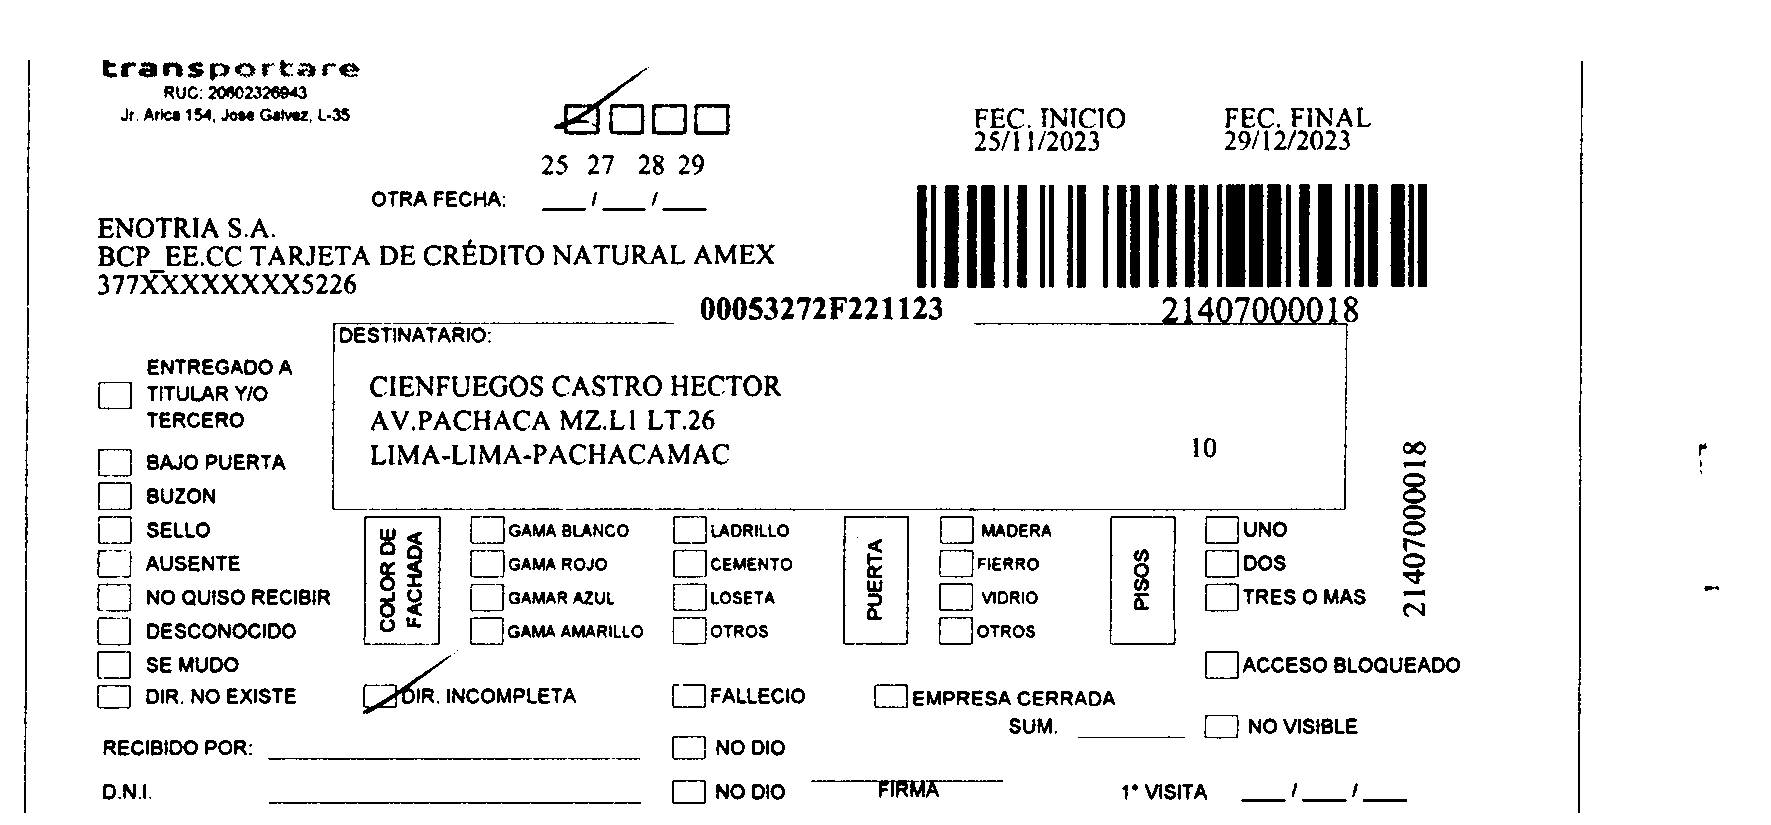 transportare
RUC: 20602326943
Jr. Arica 154, Jose Galvez, L-35
25 27 28 29
OTRA FECHA: ___/___/___
FEC. INICIO
25/11/2023
FEC. FINAL
29/12/2023
ENOTRIA S.A.
BCP_EE.CC TARJETA DE CRÉDITO NATURAL AMEX
377XXXXXXXXX5226
00053272F221123
21407000018
DESTINATARIO:
CIENFUEGOS CASTRO HECTOR
AV.PACHACA MZ.L1 LT.26
LIMA-LIMA-PACHACAMAC
10
21407000018
ENTREGADO A
TITULAR Y/O
TERCERO
BAJO PUERTA
BUZON
SELLO
AUSENTE
NO QUISO RECIBIR
DESCONOCIDO
SE MUDO
DIR. NO EXISTE
COLOR DE
FACHADA
GAMA BLANCO
GAMA ROJO
GAMAR AZUL
GAMA AMARILLO
LADRILLO
CEMENTO
LOSETA
OTROS
PUERTA
MADERA
FIERRO
VIDRIO
OTROS
PISOS
UNO
DOS
TRES O MAS
ACCESO BLOQUEADO
DIR. INCOMPLETA
FALLECIO
EMPRESA CERRADA
SUM. ________
NO VISIBLE
RECIBIDO POR: ____________________
NO DIO
D.N.I. ____________________
NO DIO
FIRMA
1° VISITA ___/___/___